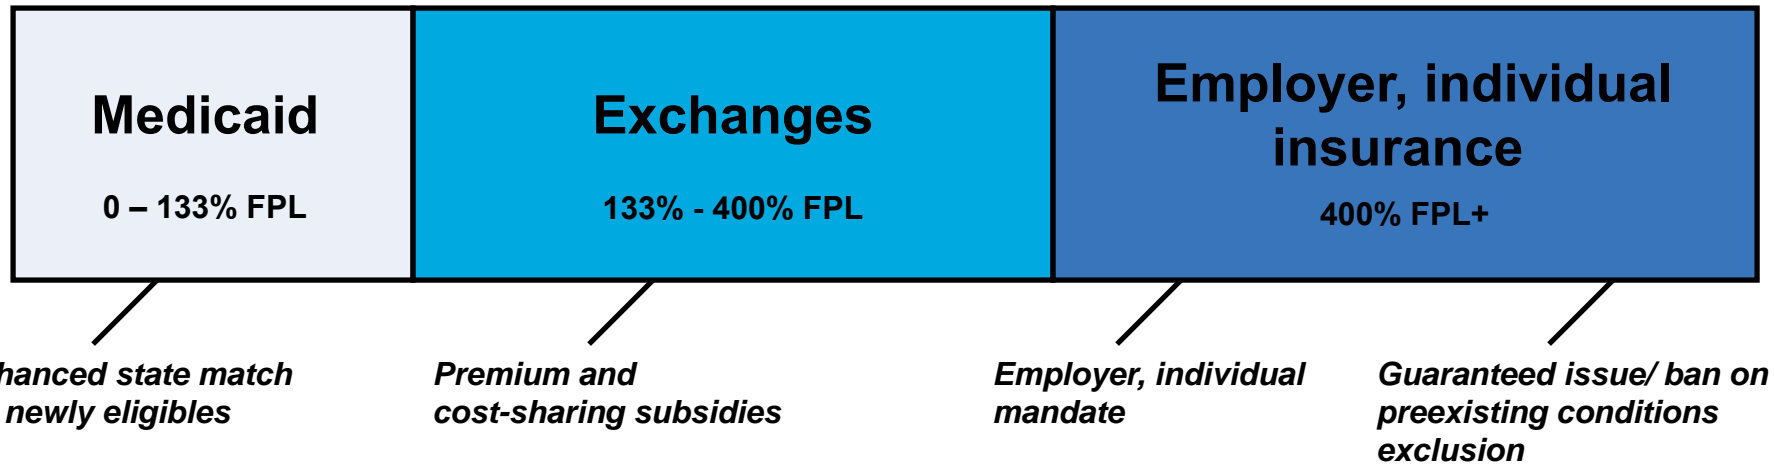 Medicaid
0 – 133% FPL
Exchanges
133% - 400% FPL
Employer, individual
insurance
400% FPL+
hanced state match
newly eligibles
Premium and
cost-sharing subsidies
Employer, individual
mandate
Guaranteed issue/ ban on
preexisting conditions
exclusion